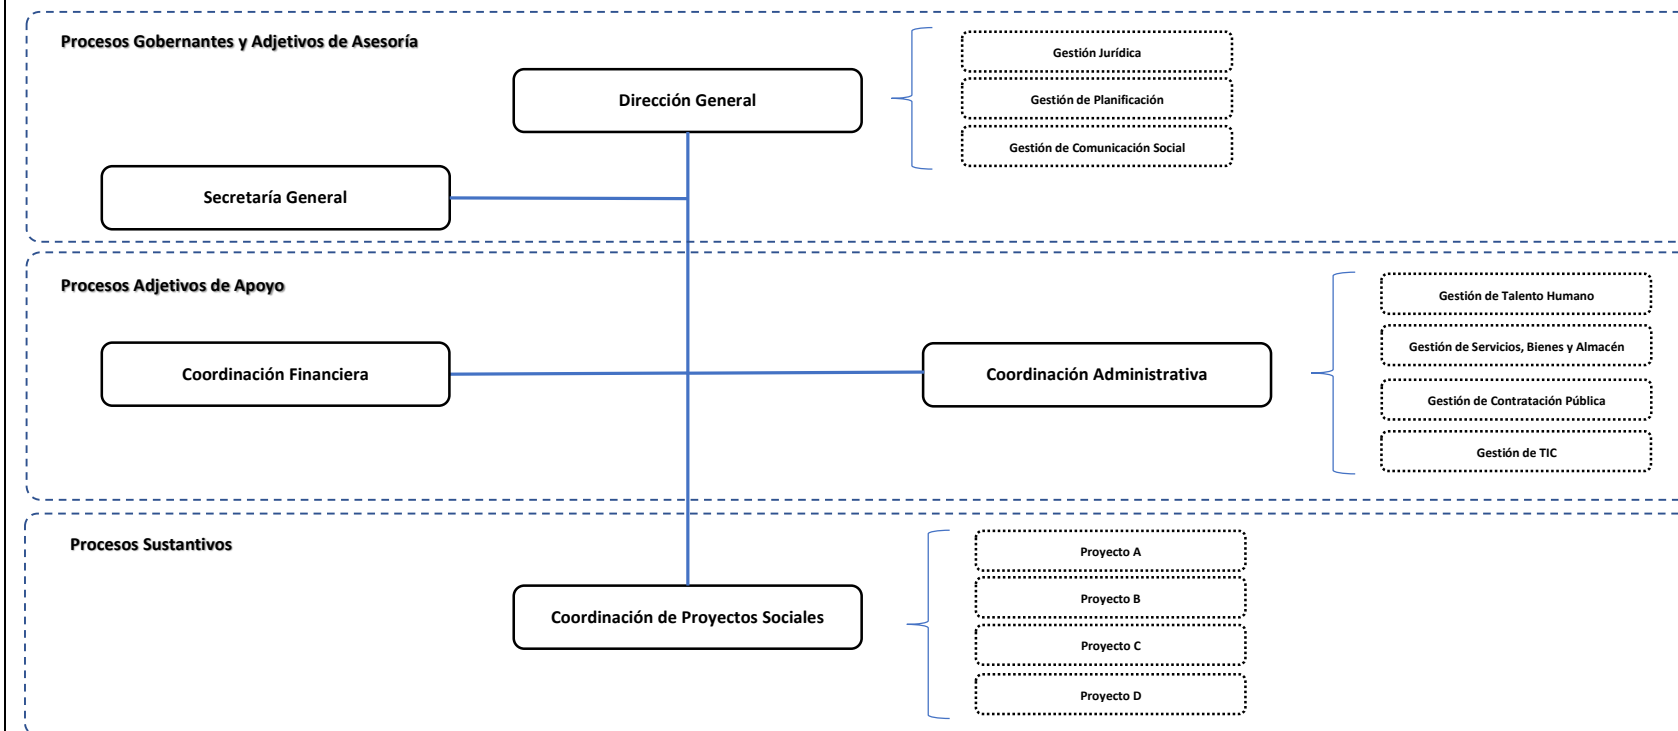 Procesos Gobernantes y Adjetivos de Asesoría
Dirección General
Gestión Jurídica
Gestión de Planificación
Gestión de Comunicación Social
Secretaría General
Procesos Adjetivos de Apoyo
Coordinación Financiera
Coordinación Administrativa
Gestión de Talento Humano
Gestión de Servicios, Bienes y Almacén
Gestión de Contratación Pública
Gestión de TIC
Procesos Sustantivos
Coordinación de Proyectos Sociales
Proyecto A
Proyecto B
Proyecto C
Proyecto D